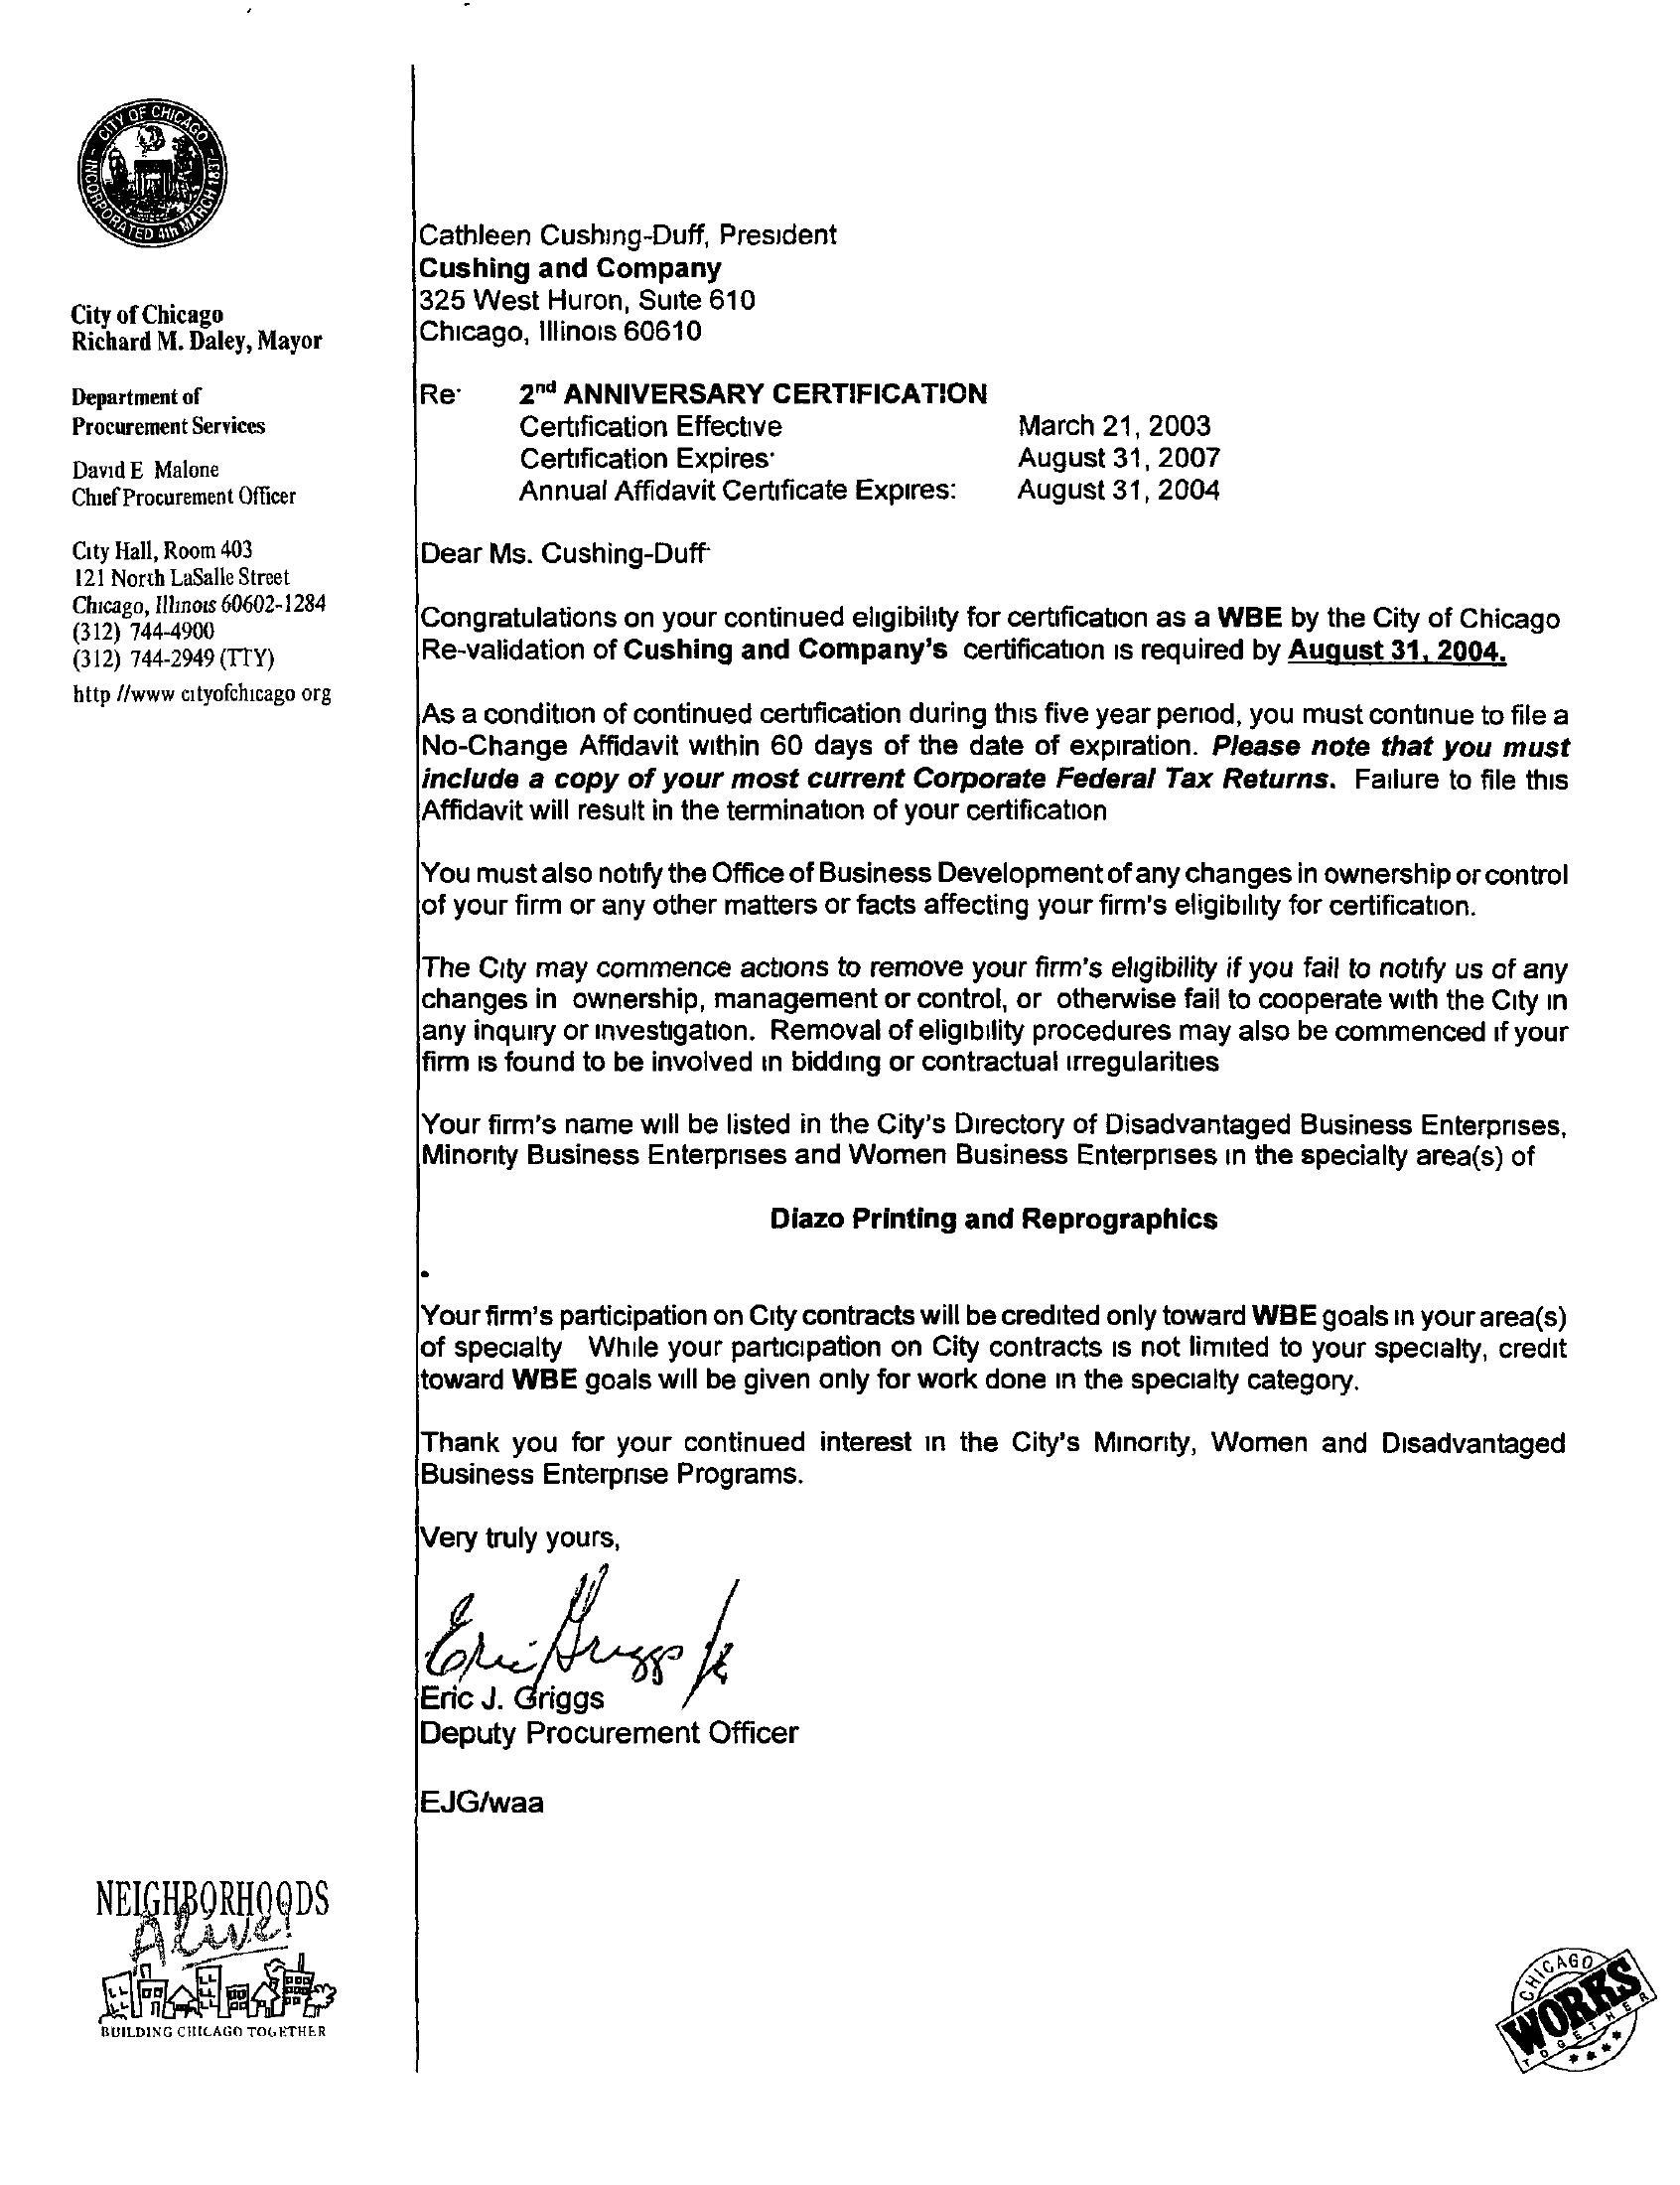 CITY OF CHICAGO
INCORPORATED 4th MARCH 1837
City of Chicago
Richard M. Daley, Mayor
Department of
Procurement Services
David E Malone
Chief Procurement Officer
City Hall, Room 403
121 North LaSalle Street
Chicago, Illinois 60602-1284
(312) 744-4900
(312) 744-2949 (TTY)
http //www cityofchicago org
Cathleen Cushing-Duff, President
Cushing and Company
325 West Huron, Suite 610
Chicago, Illinois 60610
Re: 2nd ANNIVERSARY CERTIFICATION
Certification Effective March 21, 2003
Certification Expires: August 31, 2007
Annual Affidavit Certificate Expires: August 31, 2004
Dear Ms. Cushing-Duff
Congratulations on your continued eligibility for certification as a WBE by the City of Chicago
Re-validation of Cushing and Company's certification is required by August 31, 2004.
As a condition of continued certification during this five year period, you must continue to file a
No-Change Affidavit within 60 days of the date of expiration. Please note that you must
include a copy of your most current Corporate Federal Tax Returns. Failure to file this
Affidavit will result in the termination of your certification
You must also notify the Office of Business Development of any changes in ownership or control
of your firm or any other matters or facts affecting your firm's eligibility for certification.
The City may commence actions to remove your firm's eligibility if you fail to notify us of any
changes in ownership, management or control, or otherwise fail to cooperate with the City in
any inquiry or investigation. Removal of eligibility procedures may also be commenced if your
firm is found to be involved in bidding or contractual irregularities
Your firm's name will be listed in the City's Directory of Disadvantaged Business Enterprises,
Minority Business Enterprises and Women Business Enterprises in the specialty area(s) of
Diazo Printing and Reprographics
Your firm's participation on City contracts will be credited only toward WBE goals in your area(s)
of specialty While your participation on City contracts is not limited to your specialty, credit
toward WBE goals will be given only for work done in the specialty category.
Thank you for your continued interest in the City's Minority, Women and Disadvantaged
Business Enterprise Programs.
Very truly yours,
Eric Griggs
Eric J. Griggs
Deputy Procurement Officer
EJG/waa
NEIGHBORHOODS
Alive!
BUILDING CHICAGO TOGETHER
CHICAGO
WORKS
TOGETHER